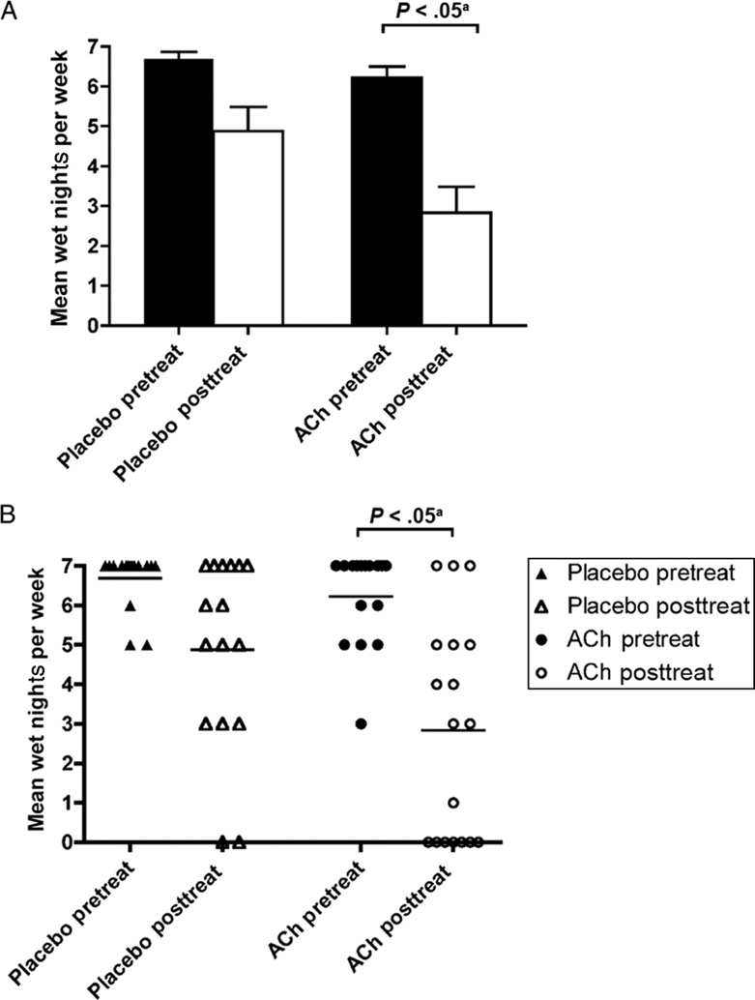 A
P < .05ᵃ
Mean wet nights per week
7
6
5
4
3
2
1
0
Placebo pretreat
Placebo posttreat
ACh pretreat
ACh posttreat
B
P < .05ᵃ
Mean wet nights per week
7
6
5
4
3
2
1
0
Placebo pretreat
Placebo posttreat
ACh pretreat
ACh posttreat
Placebo pretreat
Placebo posttreat
ACh pretreat
ACh posttreat